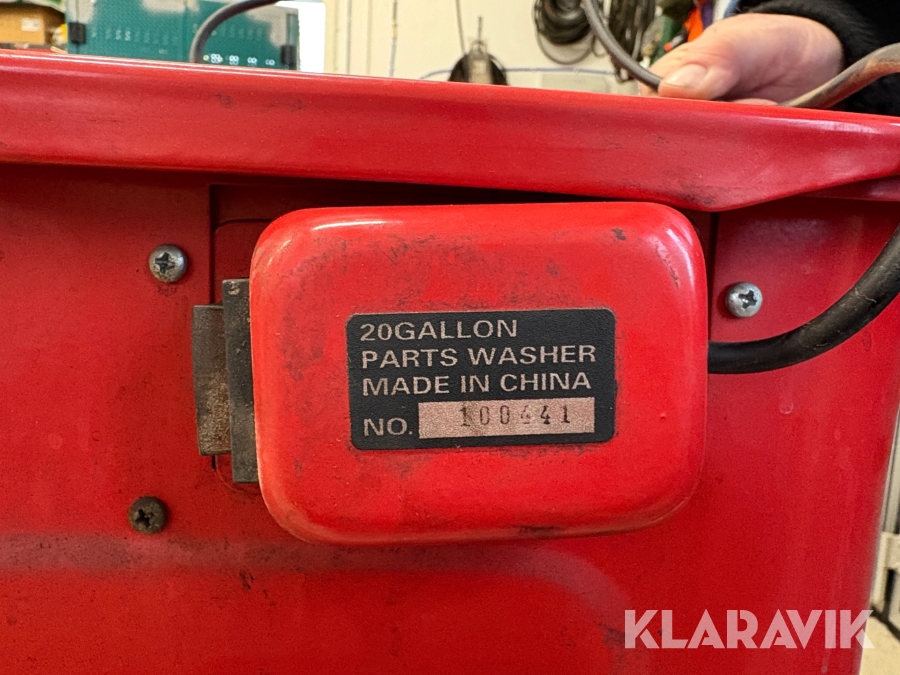 20GALLON
PARTS WASHER
MADE IN CHINA
NO. 100441
KLARAVIK